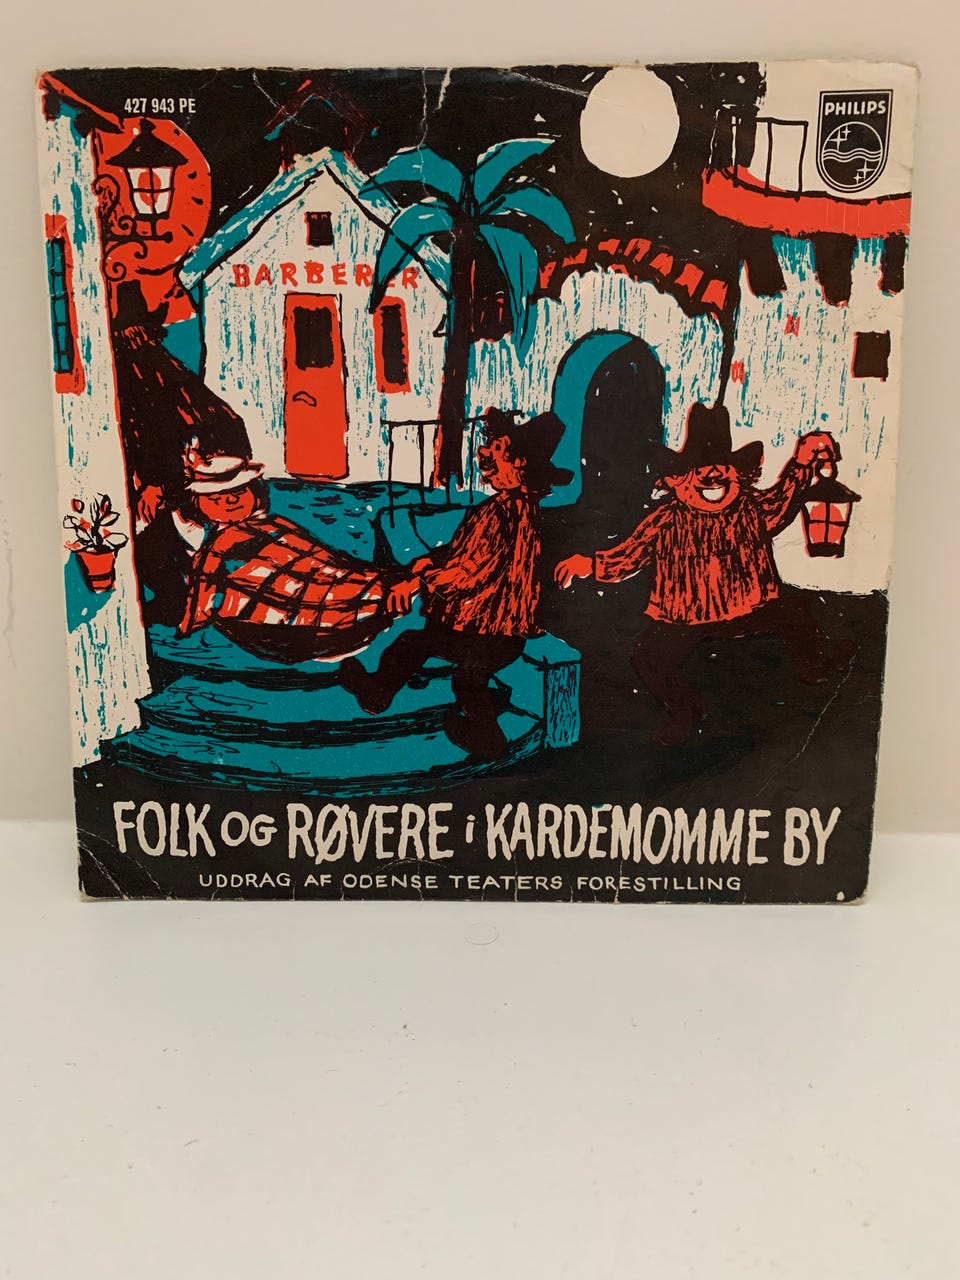 427 943 PE
PHILIPS
BARBERER
FOLK OG RØVERE i KARDEMOMME BY
UDDRAG AF ODENSE TEATERS FORESTILLING